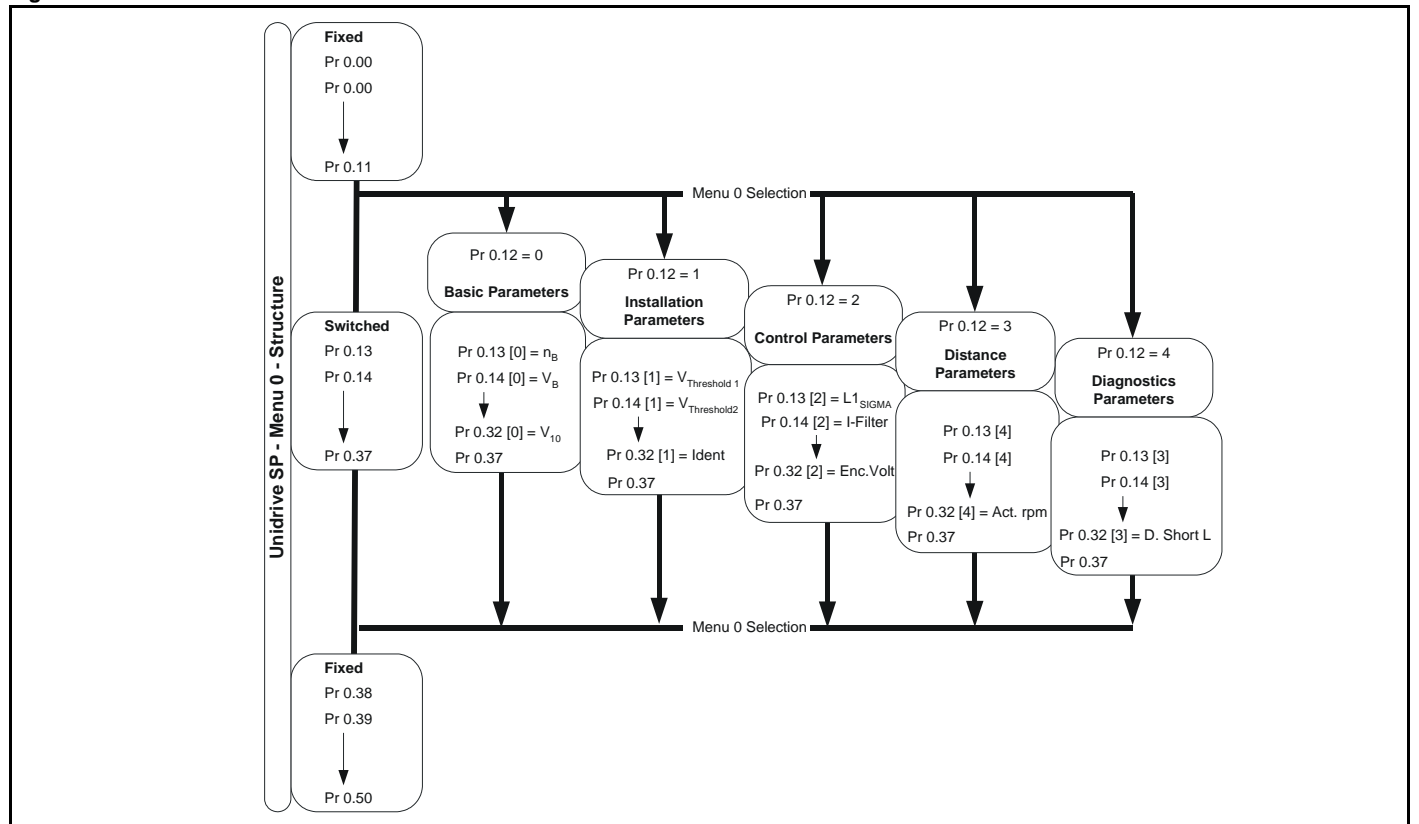 Unidrive SP - Menu 0 - Structure
Fixed
Pr 0.00
Pr 0.00
Pr 0.11
Menu 0 Selection
Pr 0.12 = 0
Basic Parameters
Pr 0.13 [0] = nB
Pr 0.14 [0] = VB
Pr 0.32 [0] = V10
Pr 0.37
Pr 0.12 = 1
Installation
Parameters
Pr 0.13 [1] = VThreshold 1
Pr 0.14 [1] = VThreshold2
Pr 0.32 [1] = Ident
Pr 0.37
Pr 0.12 = 2
Control Parameters
Pr 0.13 [2] = L1SIGMA
Pr 0.14 [2] = I-Filter
Pr 0.32 [2] = Enc.Volt
Pr 0.37
Pr 0.12 = 3
Distance
Parameters
Pr 0.13 [4]
Pr 0.14 [4]
Pr 0.32 [4] = Act. rpm
Pr 0.37
Pr 0.12 = 4
Diagnostics
Parameters
Pr 0.13 [3]
Pr 0.14 [3]
Pr 0.32 [3] = D. Short L
Pr 0.37
Switched
Pr 0.13
Pr 0.14
Pr 0.37
Menu 0 Selection
Fixed
Pr 0.38
Pr 0.39
Pr 0.50